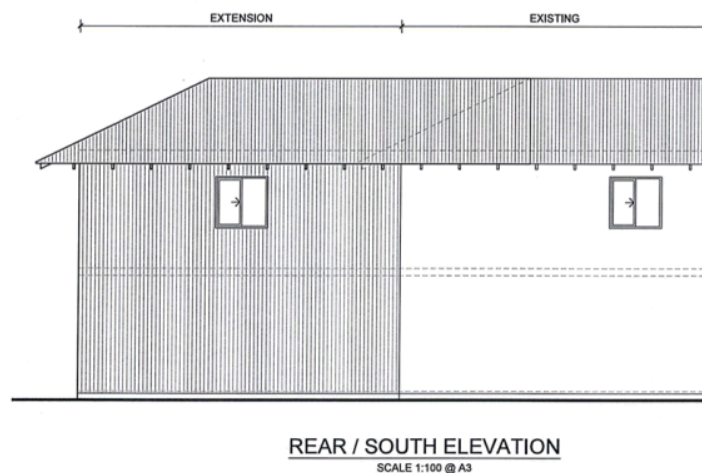 EXTENSION
EXISTING
REAR / SOUTH ELEVATION
SCALE 1:100 @ A3